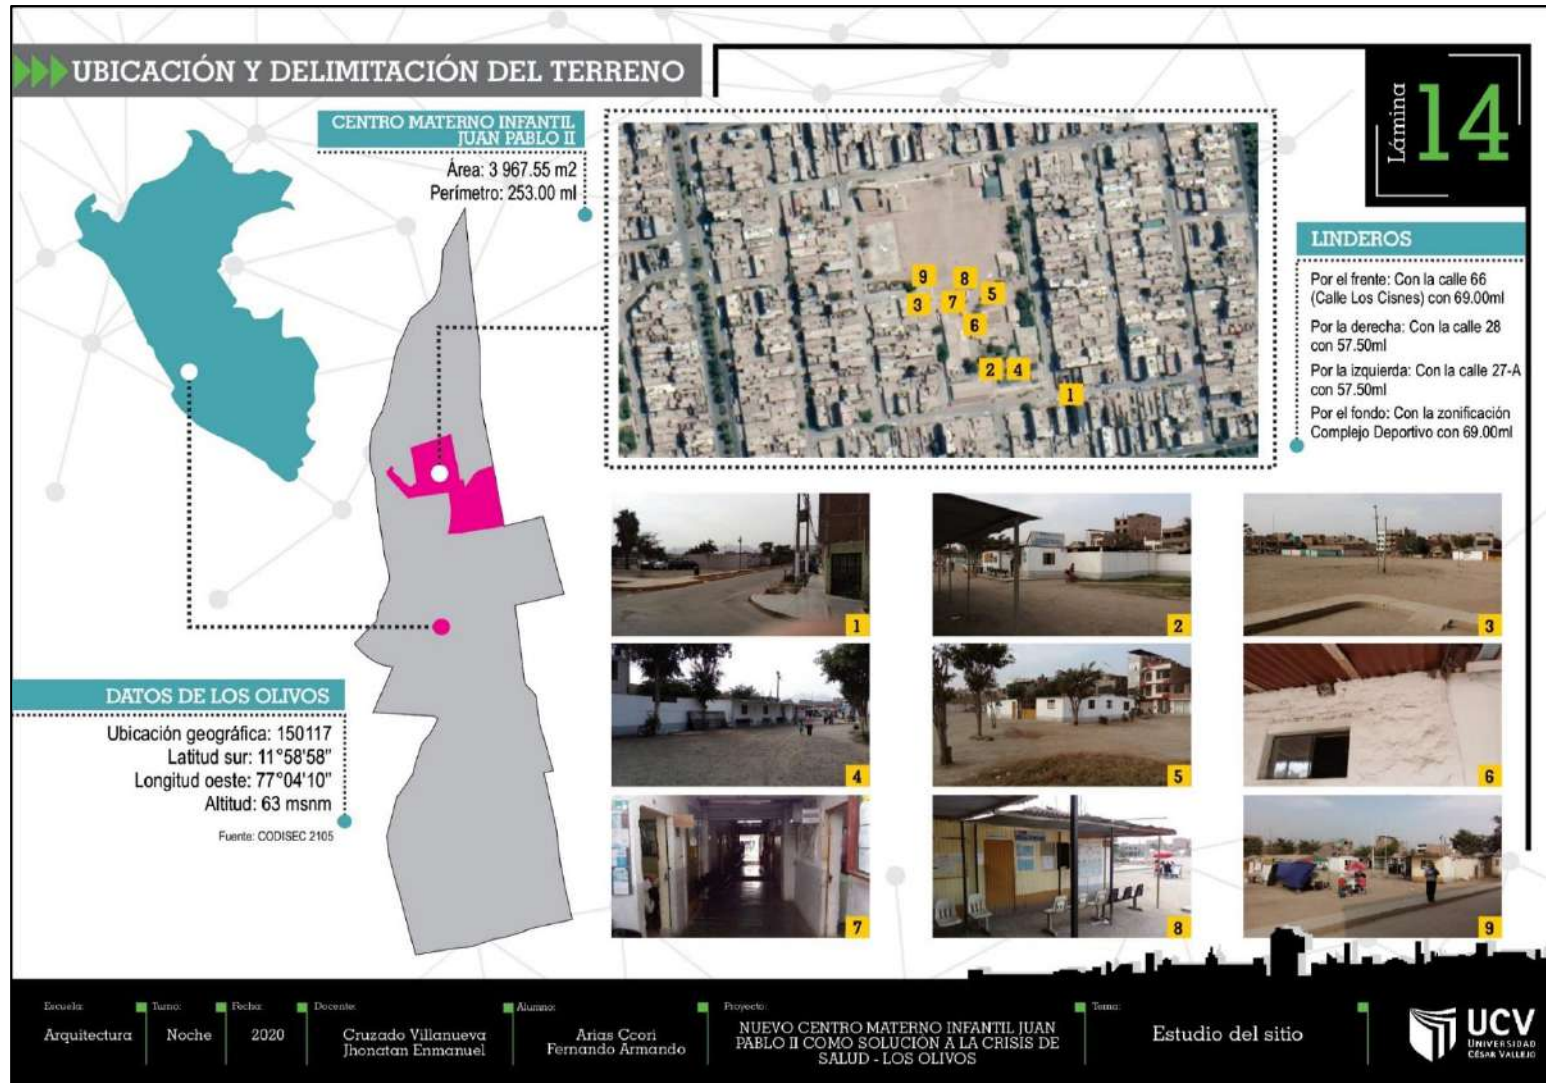 UBICACIÓN Y DELIMITACIÓN DEL TERRENO
Lámina
14
CENTRO MATERNO INFANTIL
JUAN PABLO II
Área: 3 967.55 m2
Perímetro: 253.00 ml
9
8
5
3
7
6
2
4
1
LINDEROS
Por el frente: Con la calle 66
(Calle Los Cisnes) con 69.00ml
Por la derecha: Con la calle 28
con 57.50ml
Por la izquierda: Con la calle 27-A
con 57.50ml
Por el fondo: Con la zonificación
Complejo Deportivo con 69.00ml
1
2
3
4
5
6
7
8
9
DATOS DE LOS OLIVOS
Ubicación geográfica: 150117
Latitud sur: 11°58'58"
Longitud oeste: 77°04'10"
Altitud: 63 msnm
Fuente: CODISEC 2105
Escuela:
Arquitectura
Turno:
Noche
Fecha:
2020
Docente:
Cruzado Villanueva
Jhonatan Enmanuel
Alumno:
Arias Ccori
Fernando Armando
Proyecto:
NUEVO CENTRO MATERNO INFANTIL JUAN
PABLO II COMO SOLUCIÓN A LA CRISIS DE
SALUD - LOS OLIVOS
Tema:
Estudio del sitio
UCV
UNIVERSIDAD
CÉSAR VALLEJO